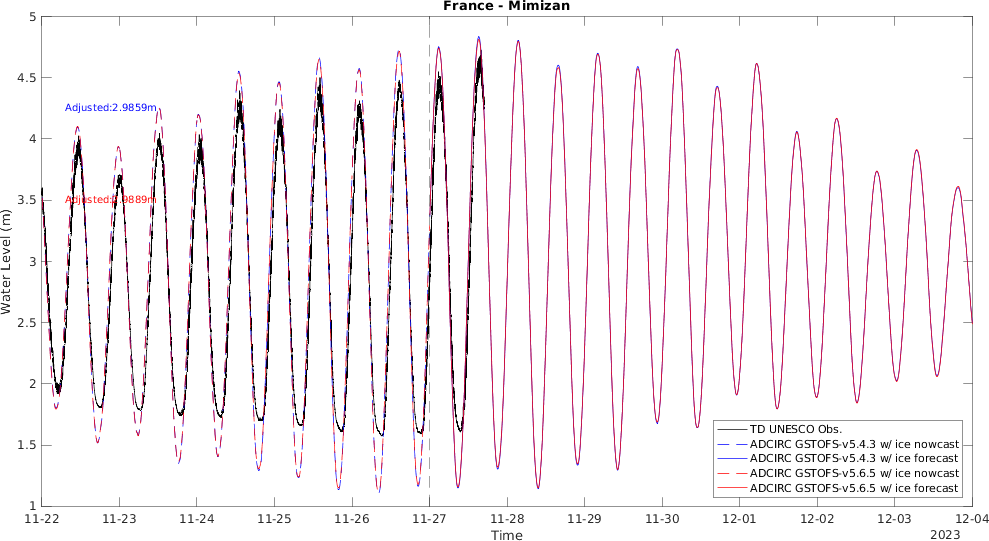 France - Mimizan
Water Level (m)
5
4.5
4
3.5
3
2.5
2
1.5
1
Adjusted:2.9859m
Adjusted:2.9889m
TD UNESCO Obs.
ADCIRC GSTOFS-v5.4.3 w/ ice nowcast
ADCIRC GSTOFS-v5.4.3 w/ ice forecast
ADCIRC GSTOFS-v5.6.5 w/ ice nowcast
ADCIRC GSTOFS-v5.6.5 w/ ice forecast
11-22 11-23 11-24 11-25 11-26 11-27 11-28 11-29 11-30 12-01 12-02 12-03 12-04
Time
2023